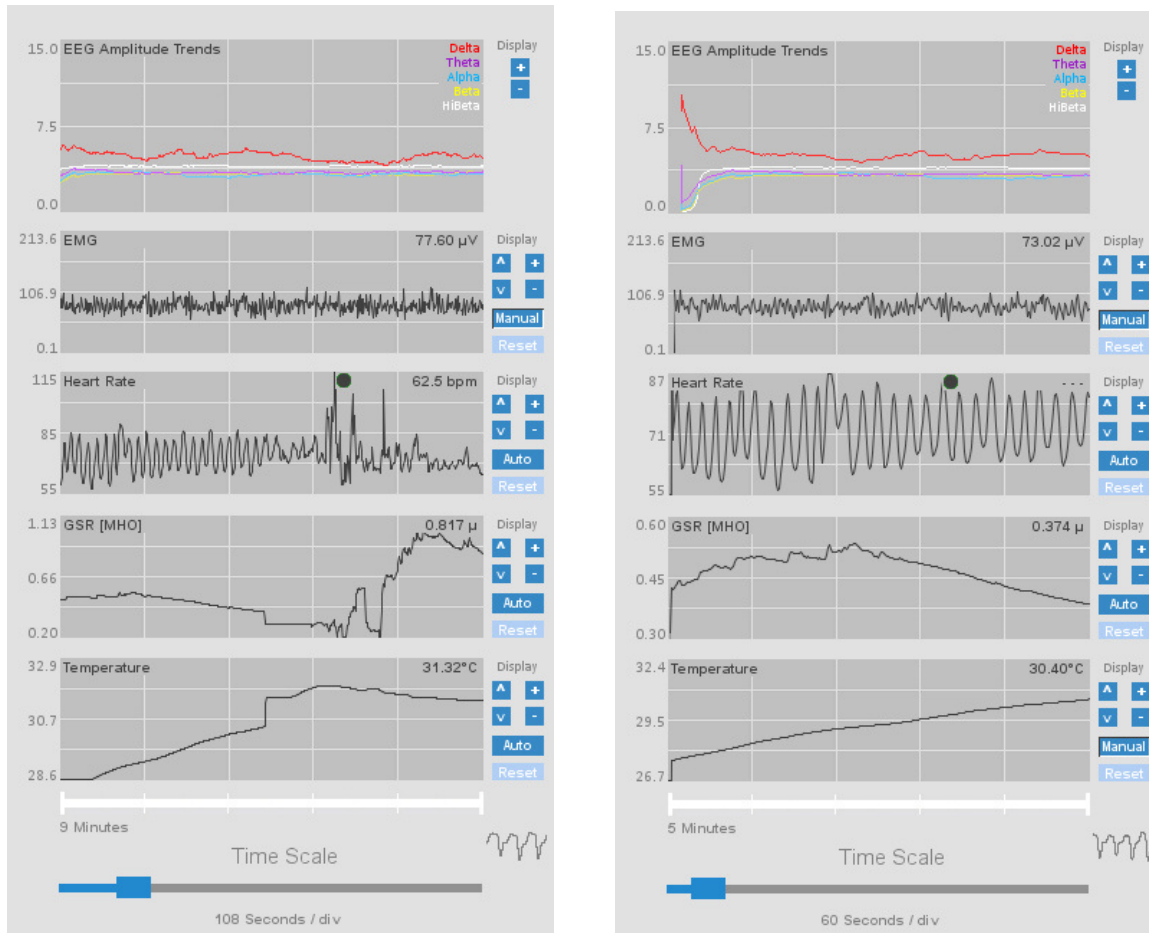 15.0 EEG Amplitude Trends Delta Display
Theta +
Alpha -
Beta
HiBeta
7.5
0.0
213.6 EMG 77.60 µV Display
^ +
106.9 v -
Manual
0.1 Reset
115 Heart Rate 62.5 bpm Display
^ +
85 v -
Auto
55 Reset
1.13 GSR [MHO] 0.817 µ Display
^ +
0.66 v -
Auto
0.20 Reset
32.9 Temperature 31.32°C Display
^ +
30.7 v -
Auto
28.6 Reset
9 Minutes
Time Scale
108 Seconds / div
15.0 EEG Amplitude Trends Delta Display
Theta +
Alpha -
Beta
HiBeta
7.5
0.0
213.6 EMG 73.02 µV Display
^ +
106.9 v -
Manual
0.1 Reset
87 Heart Rate - - - Display
^ +
71 v -
Auto
55 Reset
0.60 GSR [MHO] 0.374 µ Display
^ +
0.45 v -
Auto
0.30 Reset
32.4 Temperature 30.40°C Display
^ +
29.5 v -
Manual
26.7 Reset
5 Minutes
Time Scale
60 Seconds / div